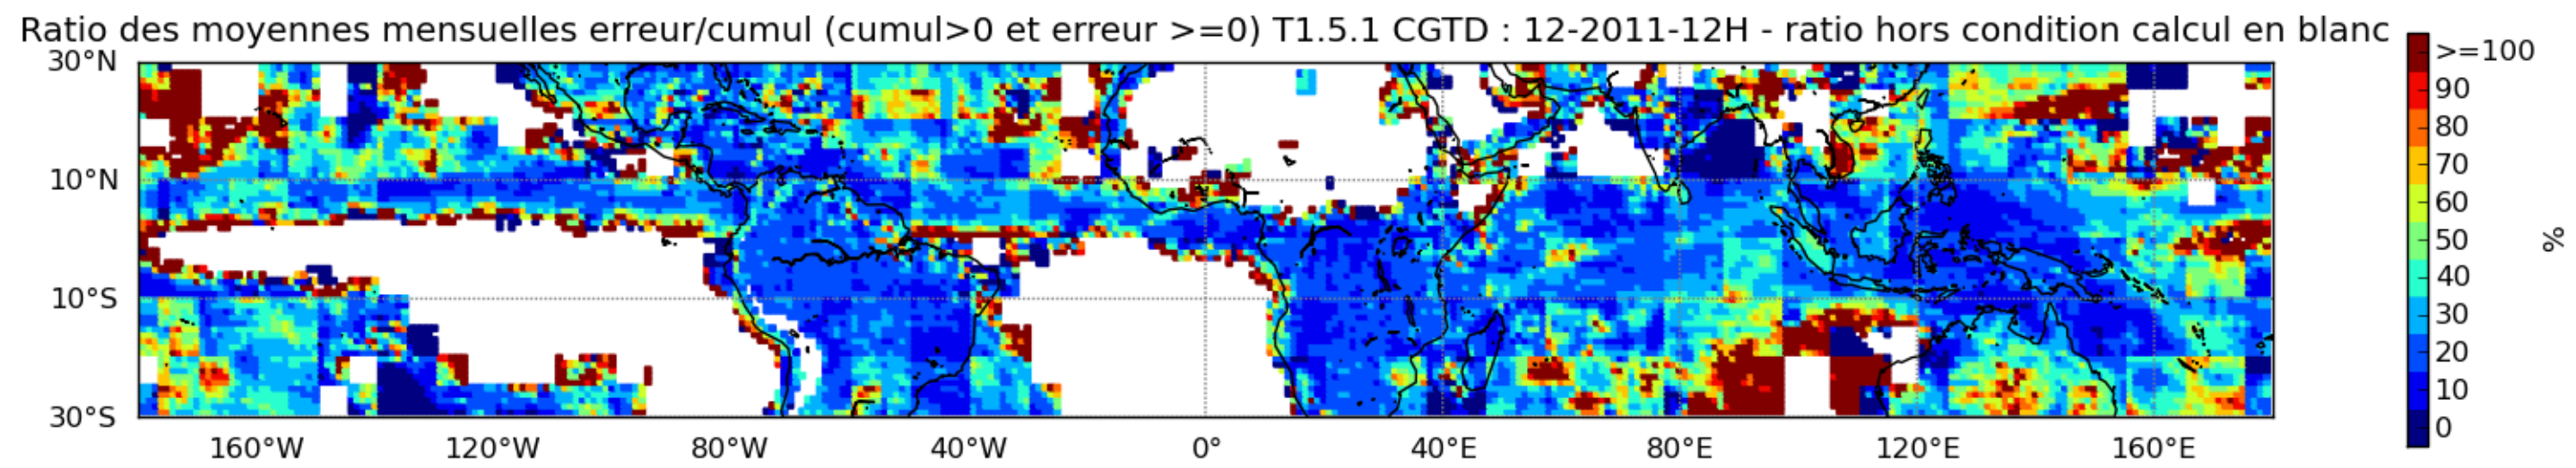 Ratio des moyennes mensuelles erreur/cumul (cumul>0 et erreur >=0) T1.5.1 CGTD : 12-2011-12H - ratio hors condition calcul en blanc
30°N
10°N
10°S
30°S
160°W 120°W 80°W 40°W 0° 40°E 80°E 120°E 160°E
>=100
90
80
70
60
50
40
30
20
10
0
%